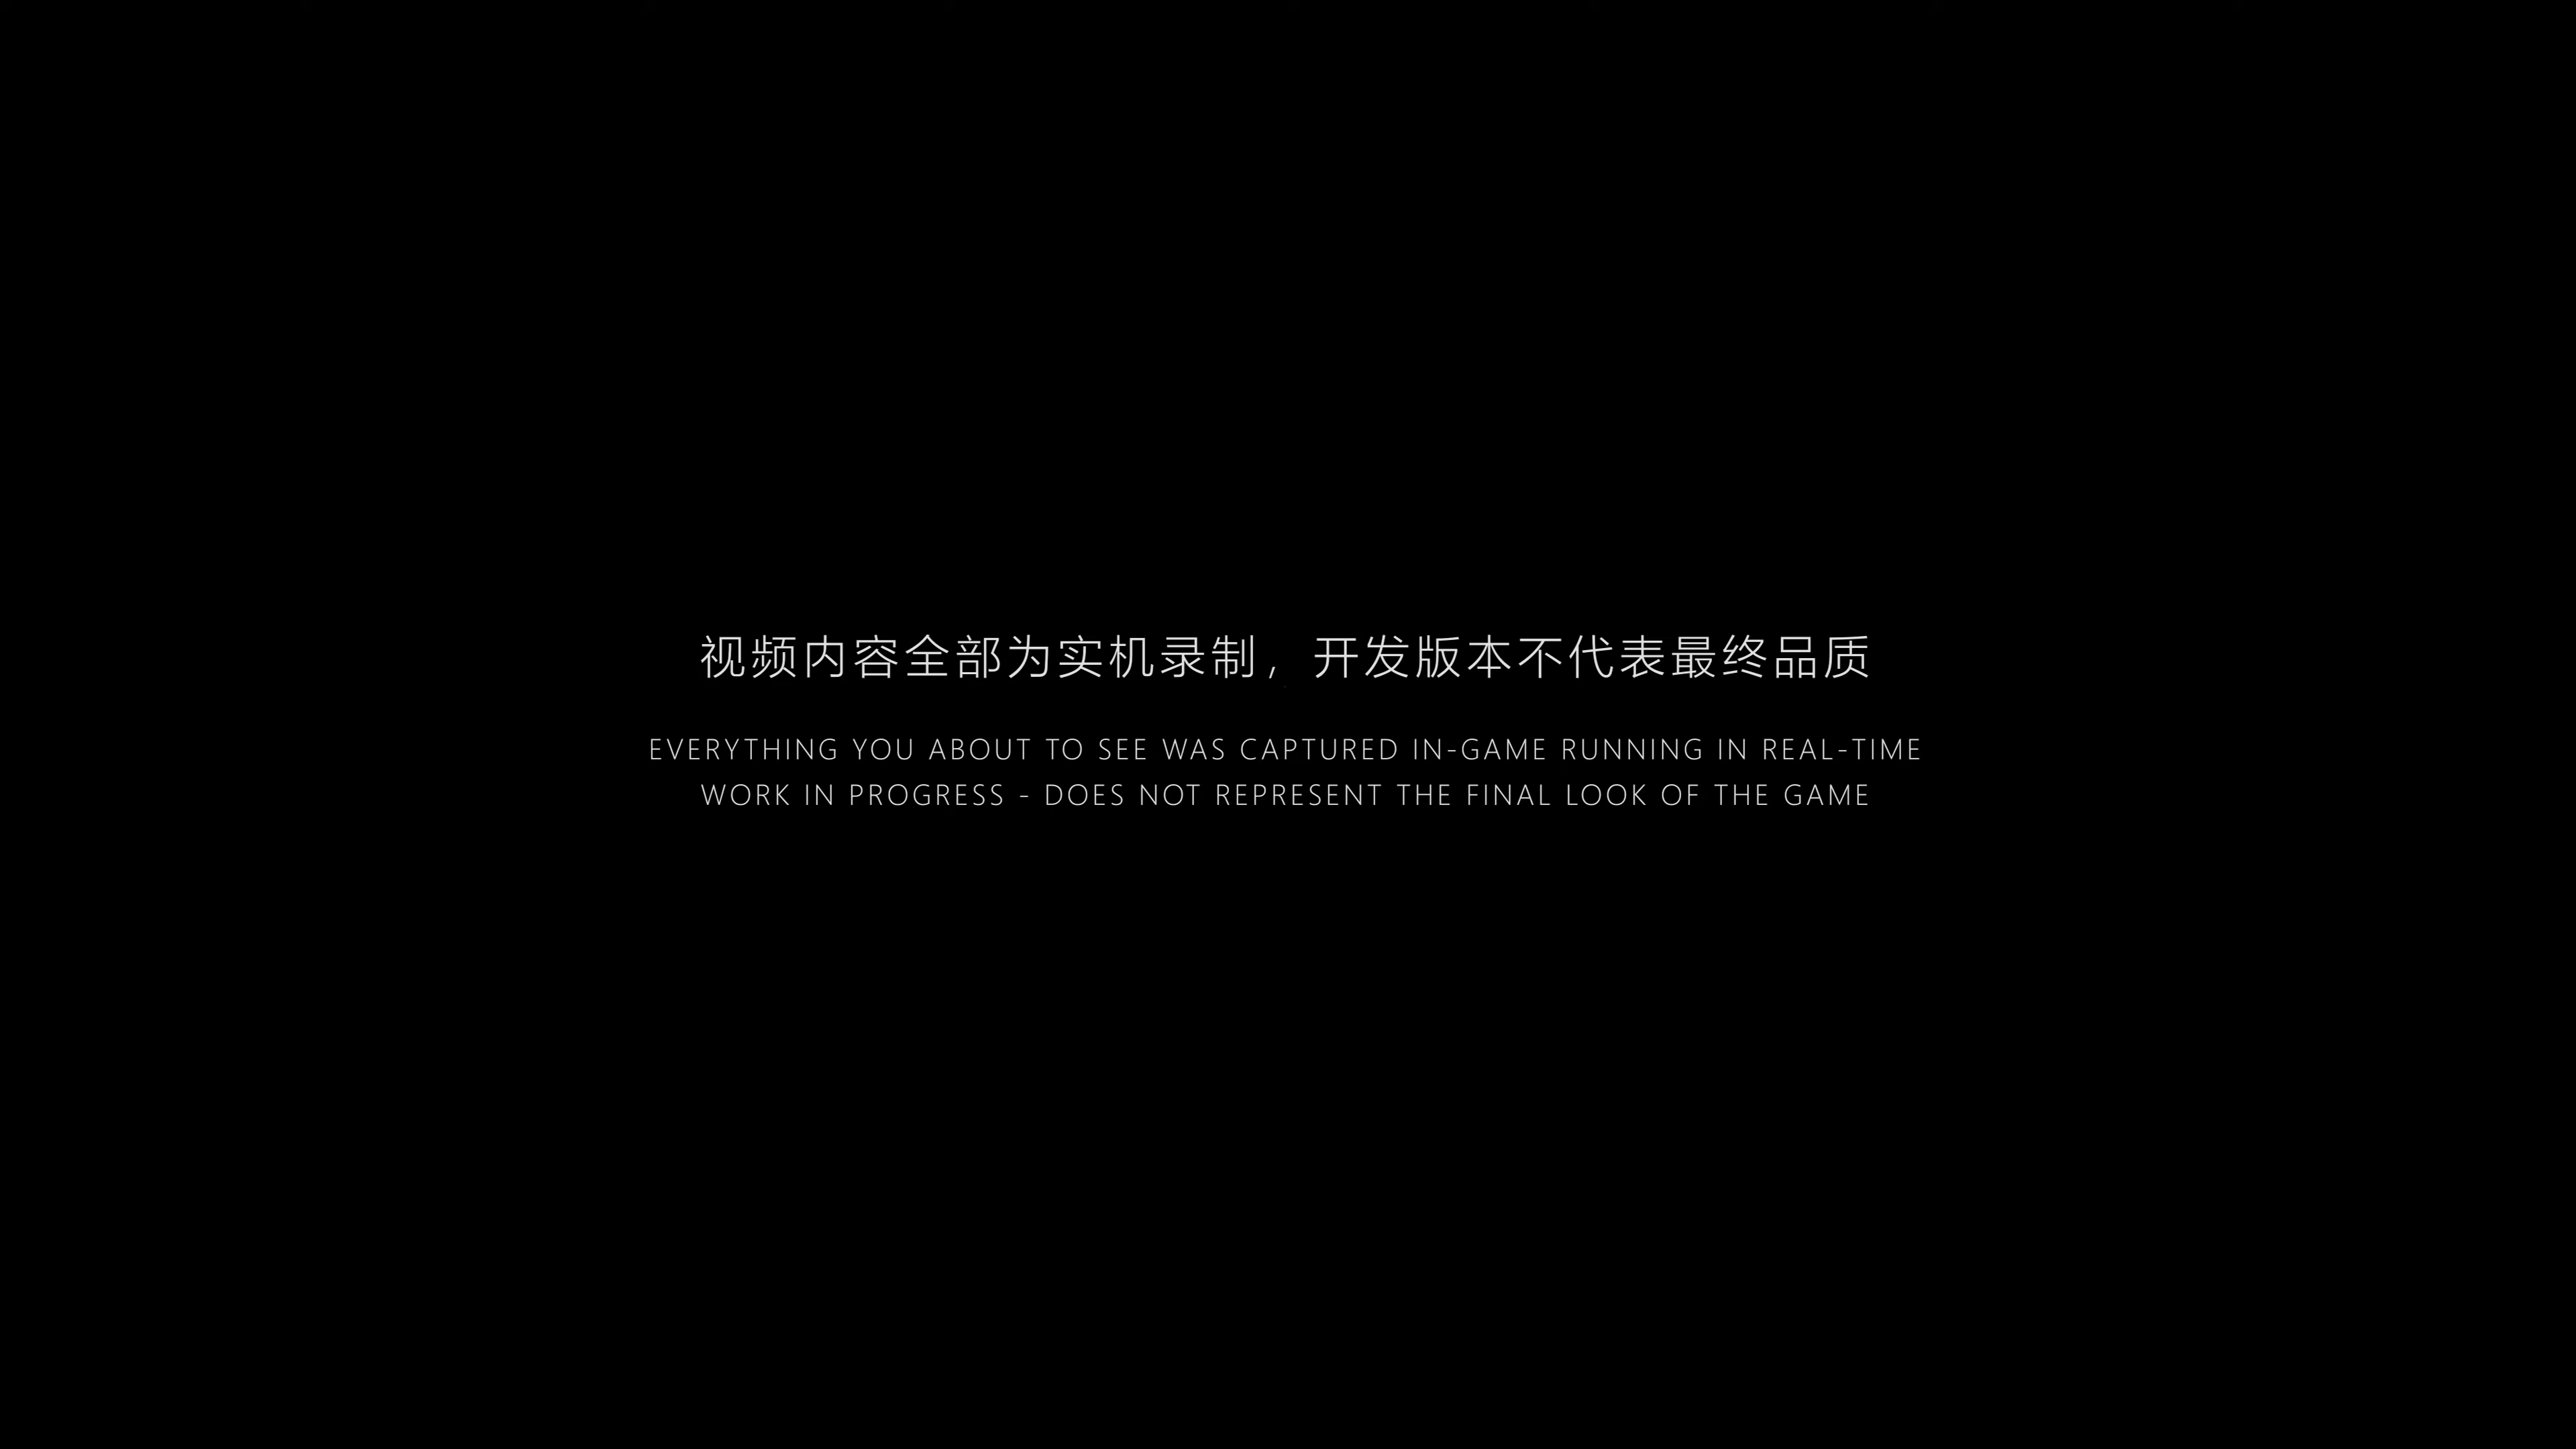 视频内容全部为实机录制，开发版本不代表最终品质
EVERYTHING YOU ABOUT TO SEE WAS CAPTURED IN-GAME RUNNING IN REAL-TIME
WORK IN PROGRESS - DOES NOT REPRESENT THE FINAL LOOK OF THE GAME